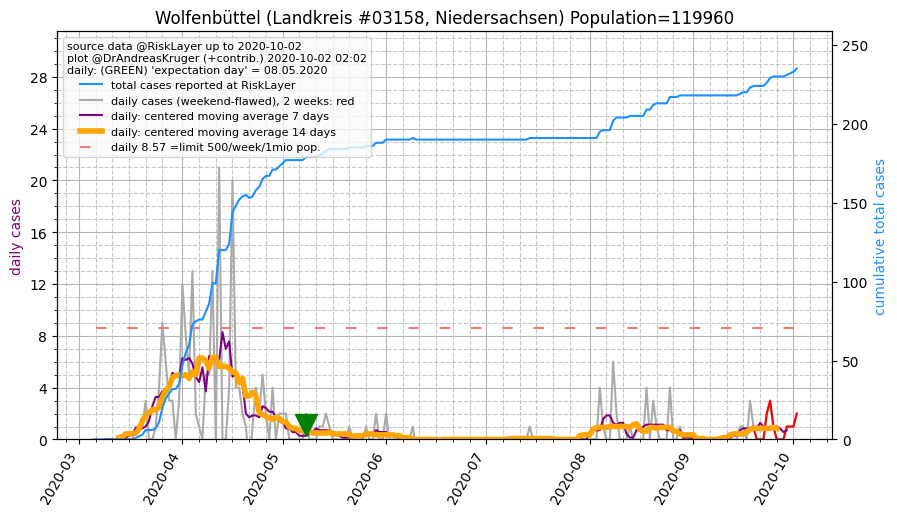 Wolfenbüttel (Landkreis #03158, Niedersachsen) Population=119960
source data @RiskLayer up to 2020-10-02
plot @DrAndreasKruger (+contrib.) 2020-10-02 02:02
daily: (GREEN) 'expectation day' = 08.05.2020
total cases reported at RiskLayer
daily cases (weekend-flawed), 2 weeks: red
daily: centered moving average 7 days
daily: centered moving average 14 days
daily 8.57 =limit 500/week/1mio pop.
daily cases
28
24
20
16
12
8
4
0
cumulative total cases
250
200
150
100
50
0
2020-03
2020-04
2020-05
2020-06
2020-07
2020-08
2020-09
2020-10